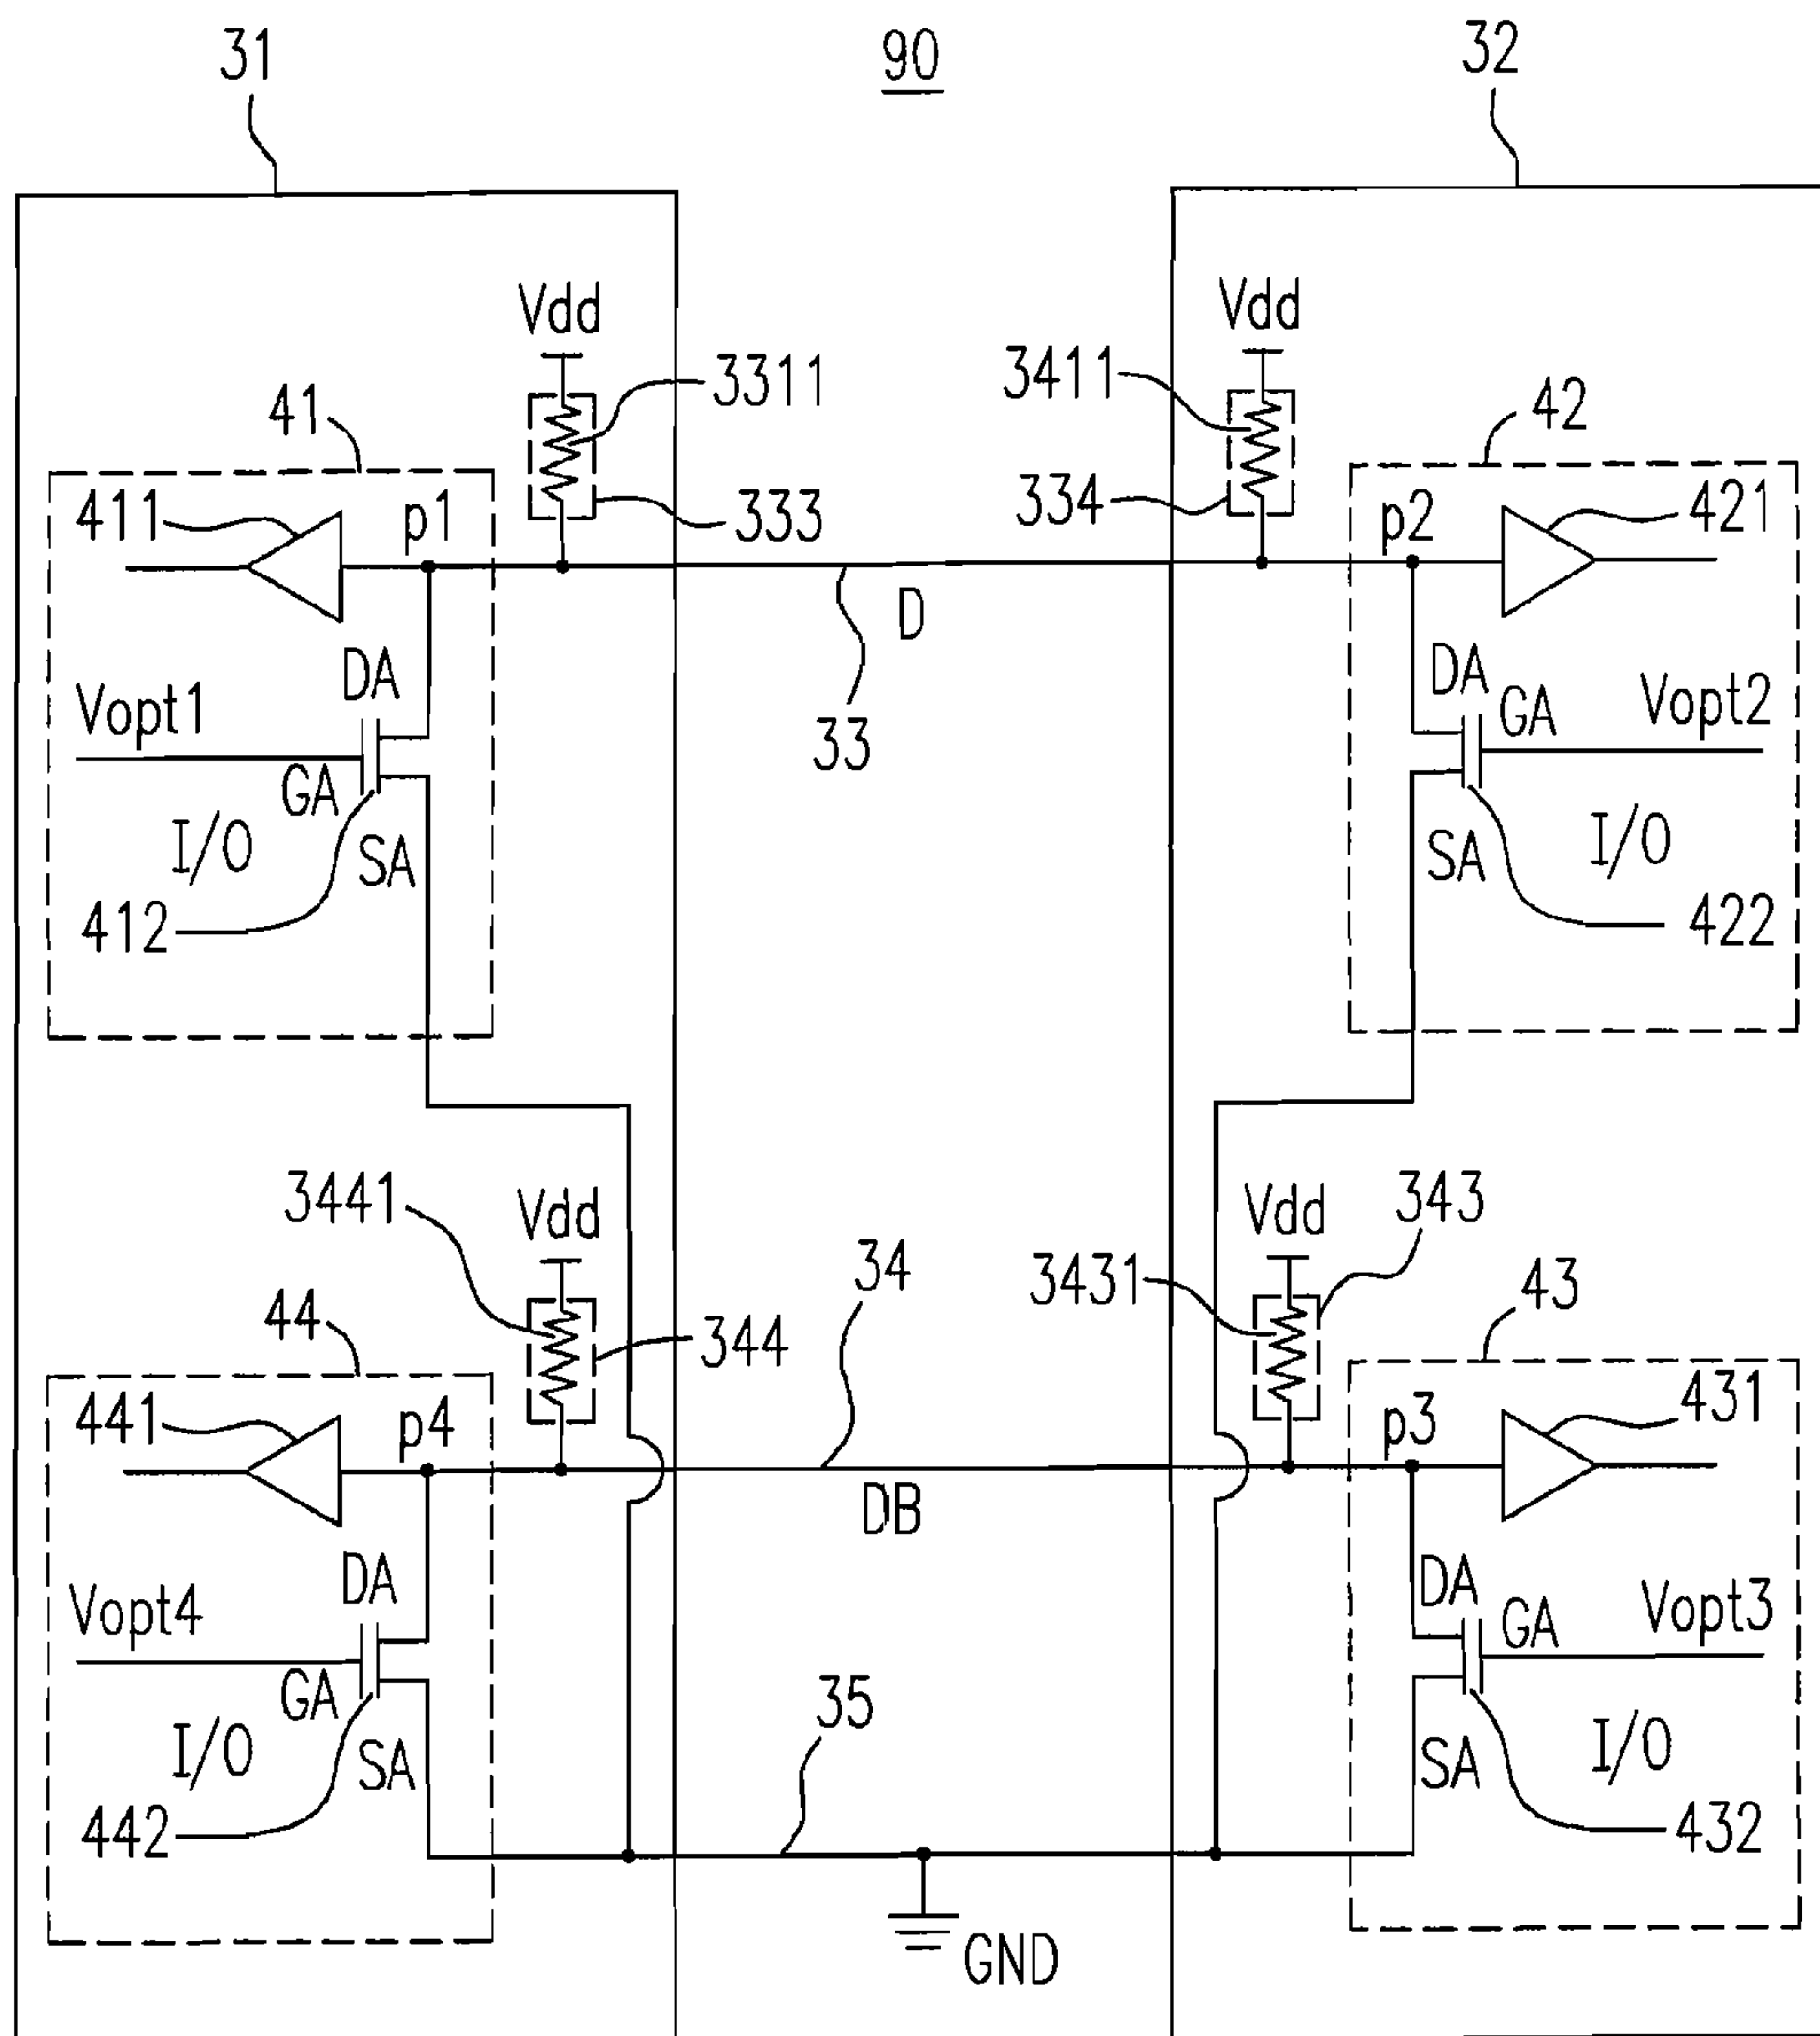 31
90
32
Vdd
Vdd
3311
3411
41
42
411
p1
333
334
p2
421
D
DA
DA
Vopt1
33
GA
Vopt2
GA
I/O
SA
SA
I/O
412
422
3441
Vdd
Vdd
343
34
3431
43
44
344
441
p4
p3
431
DB
DA
DA
Vopt4
GA
Vopt3
GA
35
I/O
SA
SA
I/O
442
432
GND